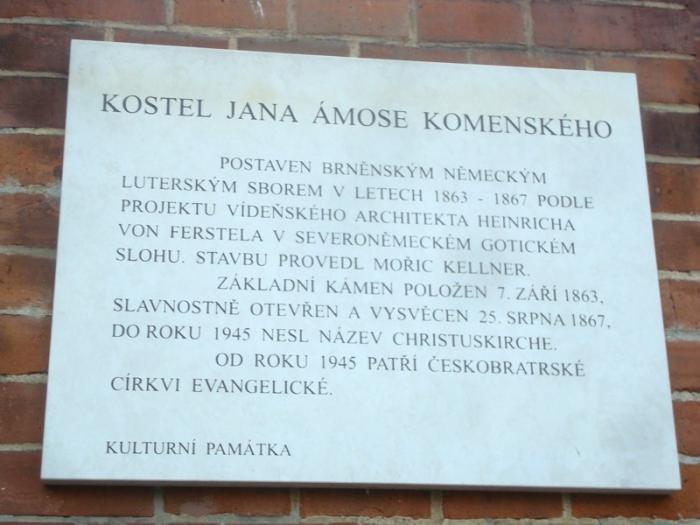 KOSTEL JANA ÁMOSE KOMENSKÉHO
POSTAVEN BRNĚNSKÝM NĚMECKÝM
LUTERSKÝM SBOREM V LETECH 1863 - 1867 PODLE
PROJEKTU VÍDEŇSKÉHO ARCHITEKTA HEINRICHA
VON FERSTELA V SEVERONĚMECKÉM GOTICKÉM
SLOHU. STAVBU PROVEDL MOŘIC KELLNER.
ZÁKLADNÍ KÁMEN POLOŽEN 7. ZÁŘÍ 1863,
SLAVNOSTNĚ OTEVŘEN A VYSVĚCEN 25. SRPNA 1867,
DO ROKU 1945 NESL NÁZEV CHRISTUSKIRCHE.
OD ROKU 1945 PATŘÍ ČESKOBRATRSKÉ
CÍRKVI EVANGELICKÉ.
KULTURNÍ PAMÁTKA